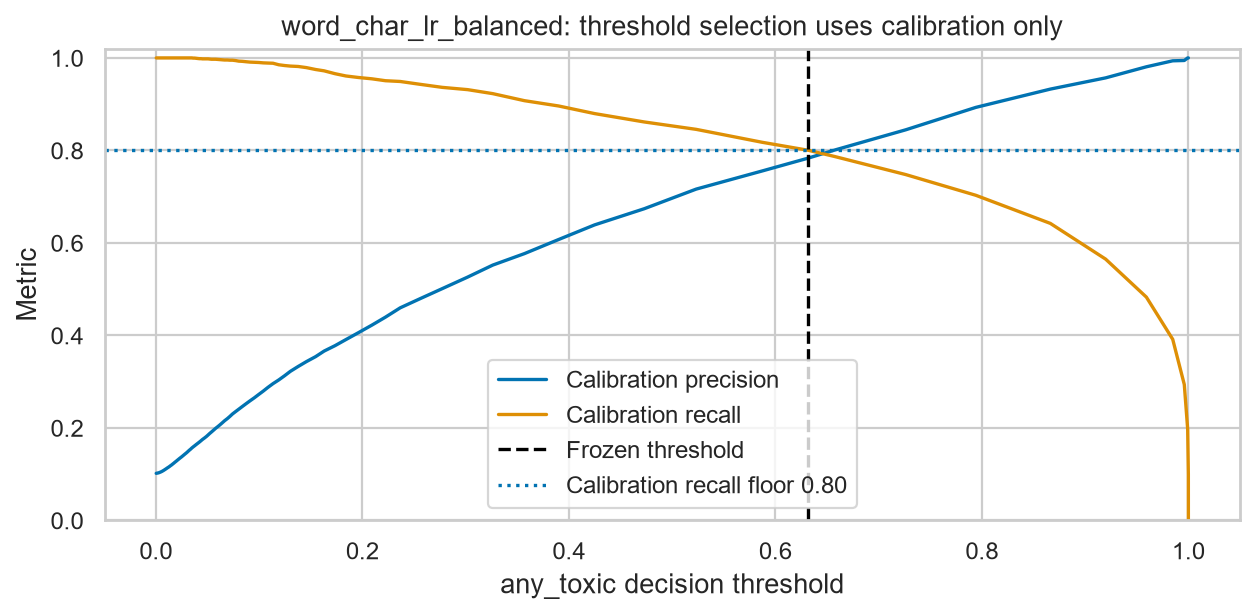 word_char_lr_balanced: threshold selection uses calibration only
1.0
0.8
0.6
0.4
0.2
0.0
Metric
Calibration precision
Calibration recall
Frozen threshold
Calibration recall floor 0.80
0.0 0.2 0.4 0.6 0.8 1.0
any_toxic decision threshold